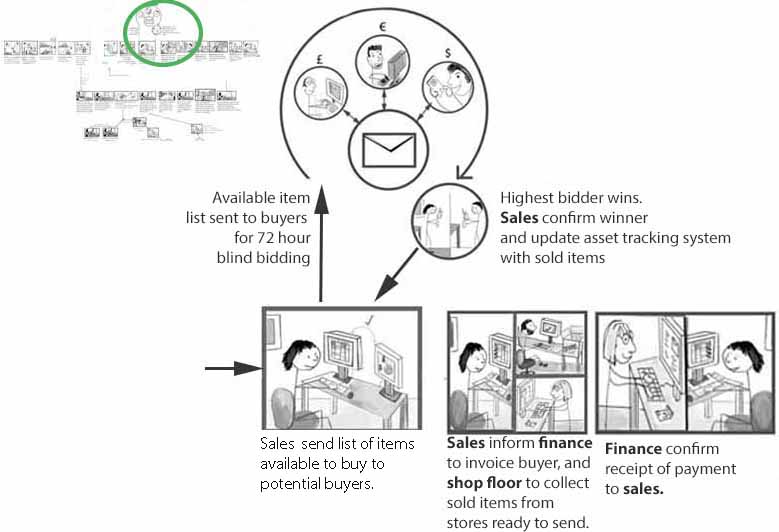 £
€
$
Available item
list sent to buyers
for 72 hour
blind bidding
Highest bidder wins.
Sales confirm winner
and update asset tracking system
with sold items
Sales send list of items
available to buy to
potential buyers.
Sales inform finance
to invoice buyer, and
shop floor to collect
sold items from
stores ready to send.
Finance confirm
receipt of payment
to sales.